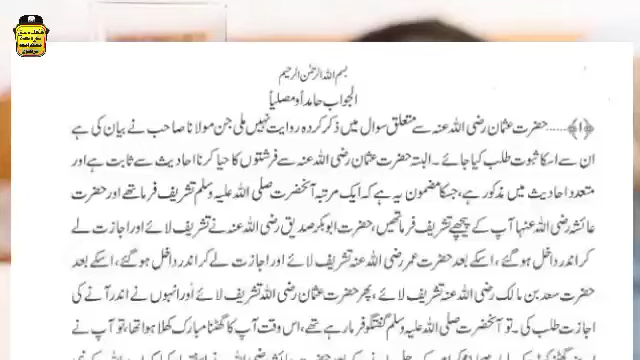 بسم اللہ الرحمٰن الرحیم
الجواب حامداً ومصلیاً
﴿۱﴾......حضرت عثمان رضی اللہ عنہ سے متعلق سوال میں ذکر کردہ روایت نہیں ملی جن مولانا صاحب نے بیان کی ہے
ان سے اسکا ثبوت طلب کیا جائے۔ البتہ حضرت عثمان رضی اللہ عنہ سے فرشتوں کا حیا کرنا احادیث سے ثابت ہے اور
متعدد احادیث میں مذکور ہے، جسکا مضمون یہ ہے کہ ایک مرتبہ آنحضرت صلی اللہ علیہ وسلم تشریف فرما تھے اور حضرت
عائشہ رضی اللہ عنہا آپ کے پیچھے تشریف فرما تھیں، حضرت ابوبکر صدیق رضی اللہ عنہ نے تشریف لائے اور اجازت لے
کر اندر داخل ہو گئے، اسکے بعد حضرت عمر رضی اللہ عنہ تشریف لائے اور اجازت لے کر اندر داخل ہو گئے، اسکے بعد
حضرت سعد بن مالک رضی اللہ عنہ تشریف لائے، پھر حضرت عثمان رضی اللہ تشریف لائے اور انہوں نے اندر آنے کی
اجازت طلب کی۔ تو آنحضرت صلی اللہ علیہ وسلم گفتگو فرما رہے تھے، اس وقت آپ کا گھٹنا مبارک کھلا ہوا تھا، تو آپ نے